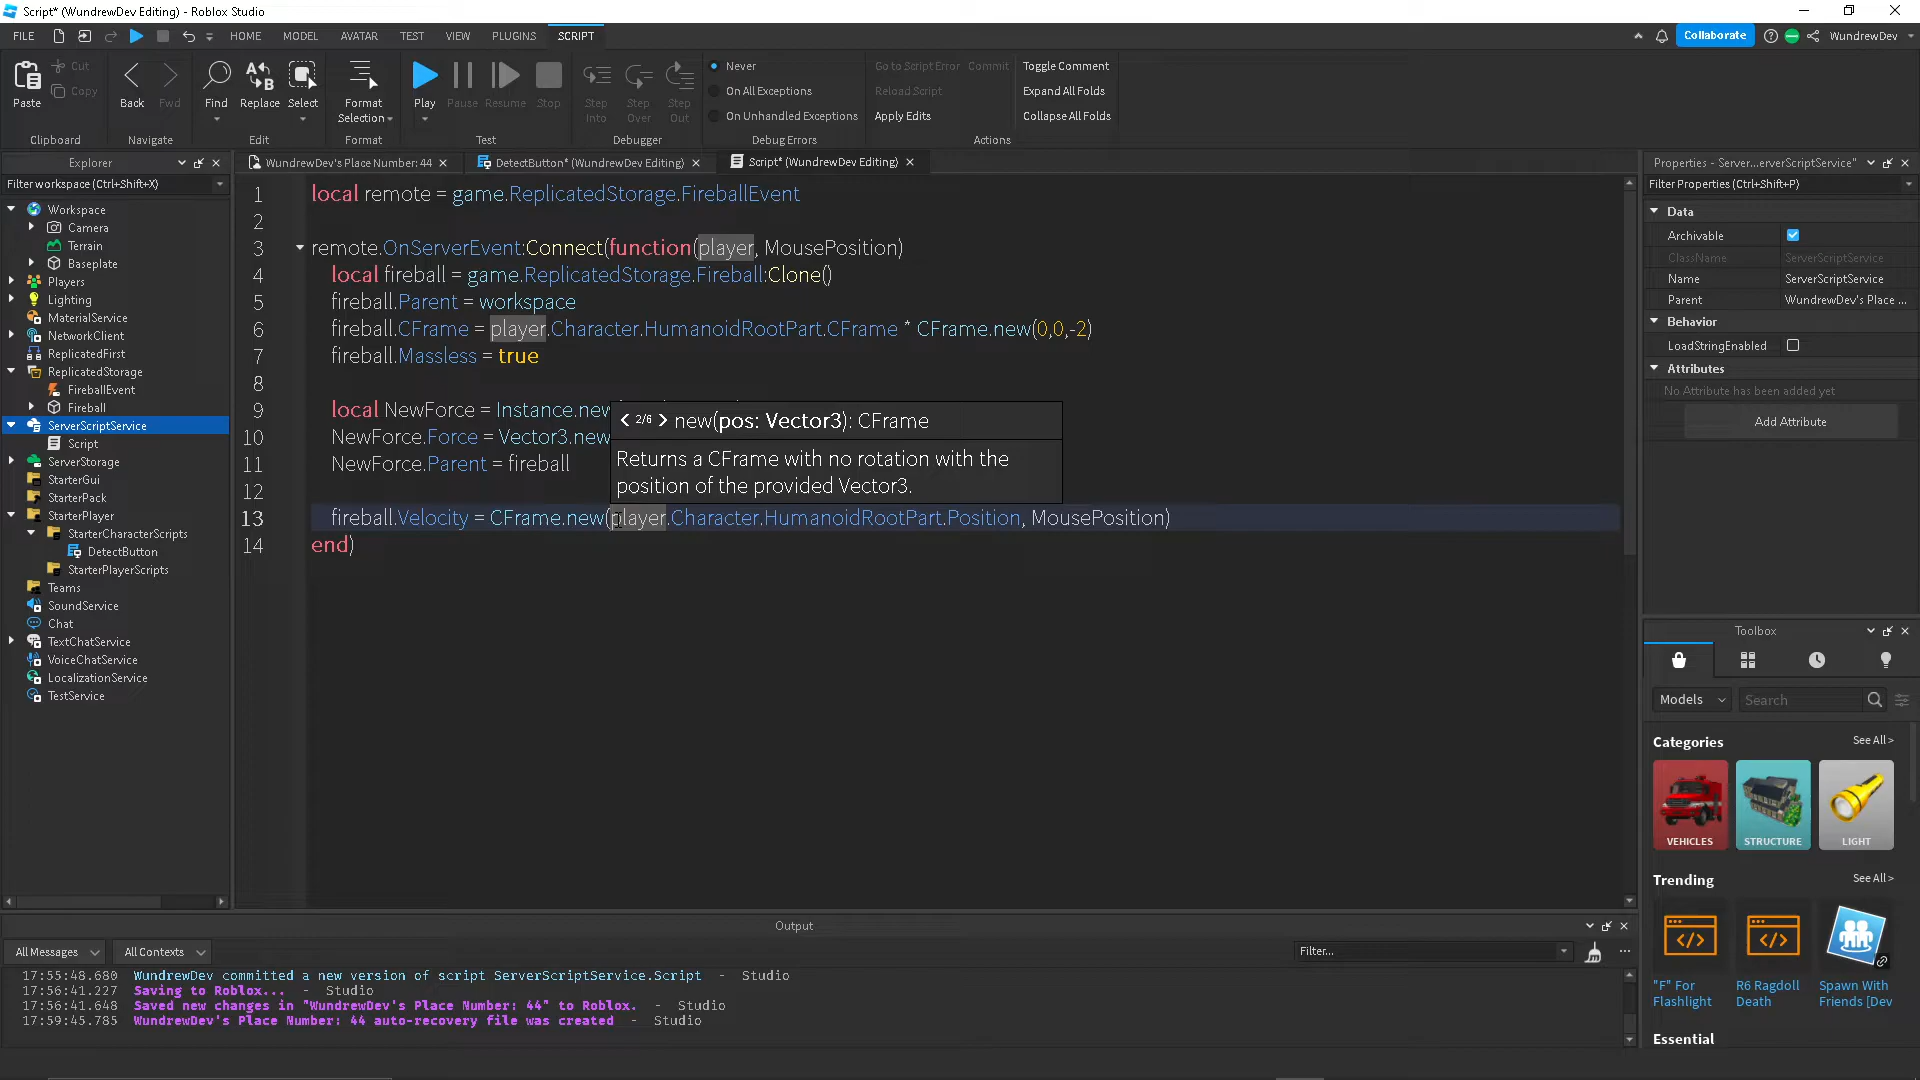 Script* (WundrewDev Editing) - Roblox Studio
FILE HOME MODEL AVATAR TEST VIEW PLUGINS SCRIPT Collaborate WundrewDev
Paste Cut Copy Clipboard
Back Fwd Navigate
Find Replace Select Edit
Format Selection Format
Play Pause Resume Stop Test
Step Into Step Over Step Out Debugger
Never
On All Exceptions
On Unhandled Exceptions
Debug Errors
Go to Script Error Commit
Reload Script
Apply Edits
Toggle Comment
Expand All Folds
Collapse All Folds
Actions
Explorer
Filter workspace (Ctrl+Shift+X)
Workspace
Camera
Terrain
Baseplate
Players
Lighting
MaterialService
NetworkClient
ReplicatedFirst
ReplicatedStorage
FireballEvent
Fireball
ServerScriptService
Script
ServerStorage
StarterGui
StarterPack
StarterPlayer
StarterCharacterScripts
DetectButton
StarterPlayerScripts
Teams
SoundService
Chat
TextChatService
VoiceChatService
LocalizationService
TestService
WundrewDev's Place Number: 44
DetectButton* (WundrewDev Editing)
Script* (WundrewDev Editing)
1 local remote = game.ReplicatedStorage.FireballEvent
2
3 remote.OnServerEvent:Connect(function(player, MousePosition)
4 local fireball = game.ReplicatedStorage.Fireball:Clone()
5 fireball.Parent = workspace
6 fireball.CFrame = player.Character.HumanoidRootPart.CFrame * CFrame.new(0,0,-2)
7 fireball.Massless = true
8
9 local NewForce = Instance.new
10 NewForce.Force = Vector3.new
11 NewForce.Parent = fireball
12
13 fireball.Velocity = CFrame.new(player.Character.HumanoidRootPart.Position, MousePosition)
14 end)
< 2/6 > new(pos: Vector3): CFrame
Returns a CFrame with no rotation with the
position of the provided Vector3.
Properties - Server...erverScriptService"
Filter Properties (Ctrl+Shift+P)
Data
Archivable
ClassName ServerScriptService
Name ServerScriptService
Parent WundrewDev's Place ...
Behavior
LoadStringEnabled
Attributes
No Attribute has been added yet
Add Attribute
Toolbox
Models Search
Categories See All >
VEHICLES STRUCTURE LIGHT
Trending See All >
"F" For Flashlight
R6 Ragdoll Death
Spawn With Friends [Dev
Essential
Output
All Messages All Contexts Filter... ...
17:55:48.680 WundrewDev committed a new version of script ServerScriptService.Script - Studio
17:56:41.227 Saving to Roblox... - Studio
17:56:41.648 Saved new changes in "WundrewDev's Place Number: 44" to Roblox. - Studio
17:59:45.785 WundrewDev's Place Number: 44 auto-recovery file was created - Studio